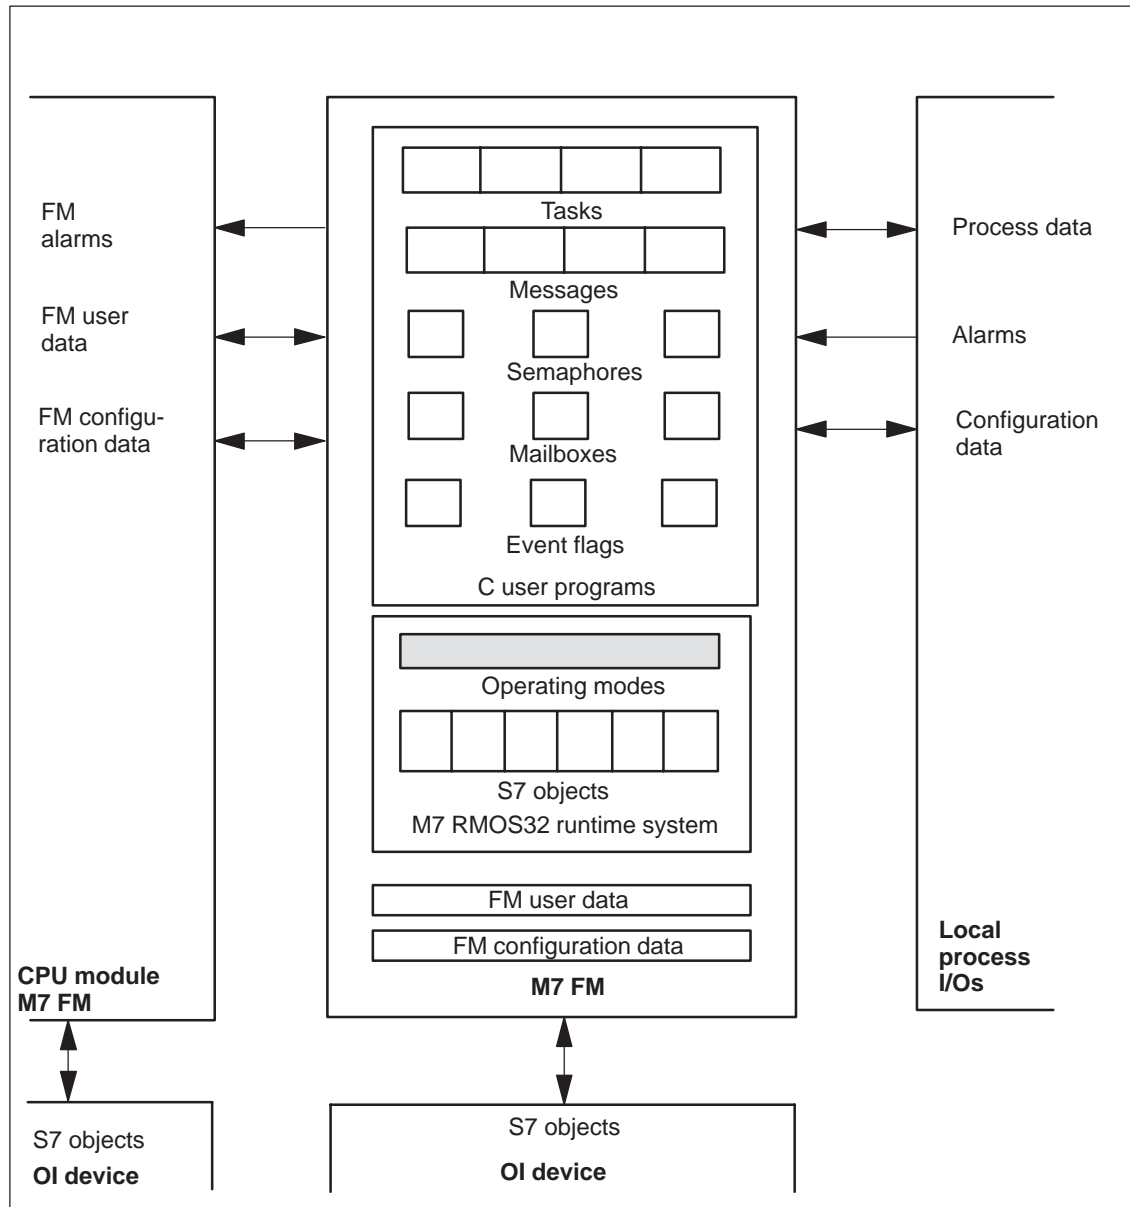 FM
alarms
FM user
data
FM configu-
ration data
CPU module
M7 FM
Tasks
Messages
Semaphores
Mailboxes
Event flags
C user programs
Operating modes
S7 objects
M7 RMOS32 runtime system
FM user data
FM configuration data
M7 FM
Process data
Alarms
Configuration
data
Local
process
I/Os
S7 objects
OI device
S7 objects
OI device